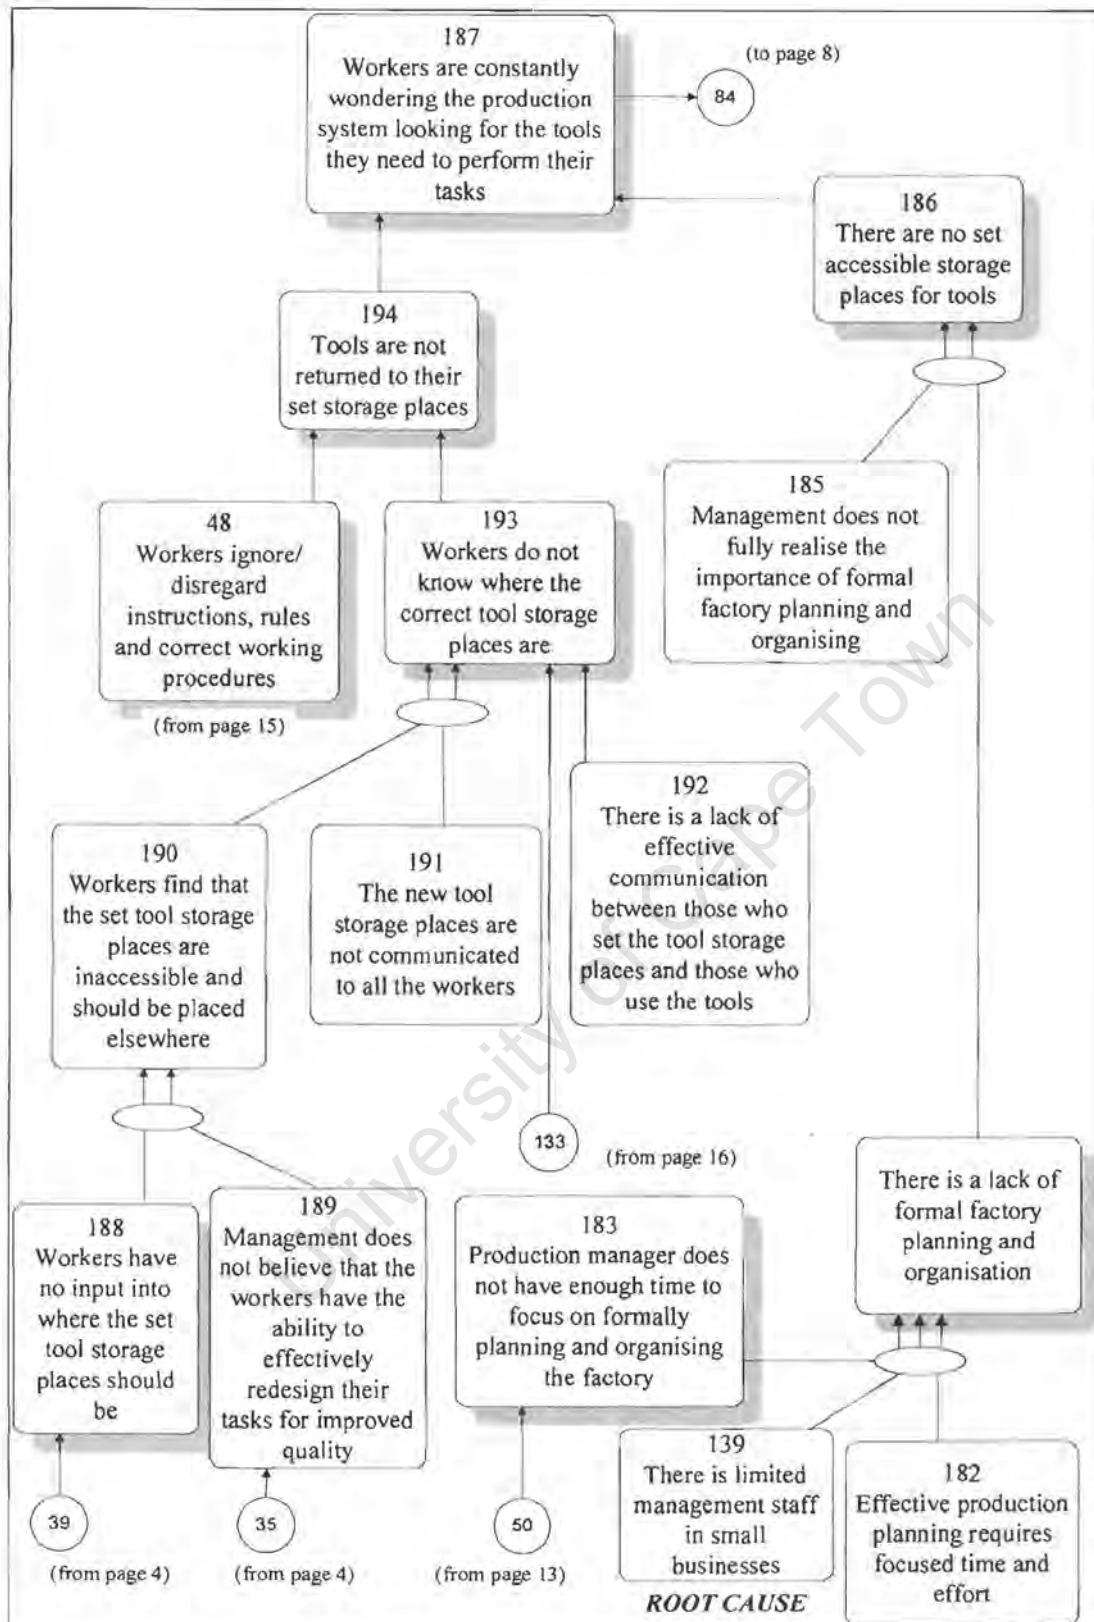 187
Workers are constantly
wondering the production
system looking for the tools
they need to perform their
tasks
(to page 8)
84
186
There are no set
accessible storage
places for tools
194
Tools are not
returned to their
set storage places
185
Management does not
fully realise the
importance of formal
factory planning and
organising
48
Workers ignore/
disregard
instructions, rules
and correct working
procedures
(from page 15)
193
Workers do not
know where the
correct tool storage
places are
192
There is a lack of
effective
communication
between those who
set the tool storage
places and those who
use the tools
190
Workers find that
the set tool storage
places are
inaccessible and
should be placed
elsewhere
191
The new tool
storage places are
not communicated
to all the workers
133
(from page 16)
There is a lack of
formal factory
planning and
organisation
188
Workers have
no input into
where the set
tool storage
places should
be
189
Management does
not believe that the
workers have the
ability to
effectively
redesign their
tasks for improved
quality
183
Production manager does
not have enough time to
focus on formally
planning and organising
the factory
139
There is limited
management staff
in small
businesses
ROOT CAUSE
182
Effective production
planning requires
focused time and
effort
39
(from page 4)
35
(from page 4)
50
(from page 13)
University of Cape Town